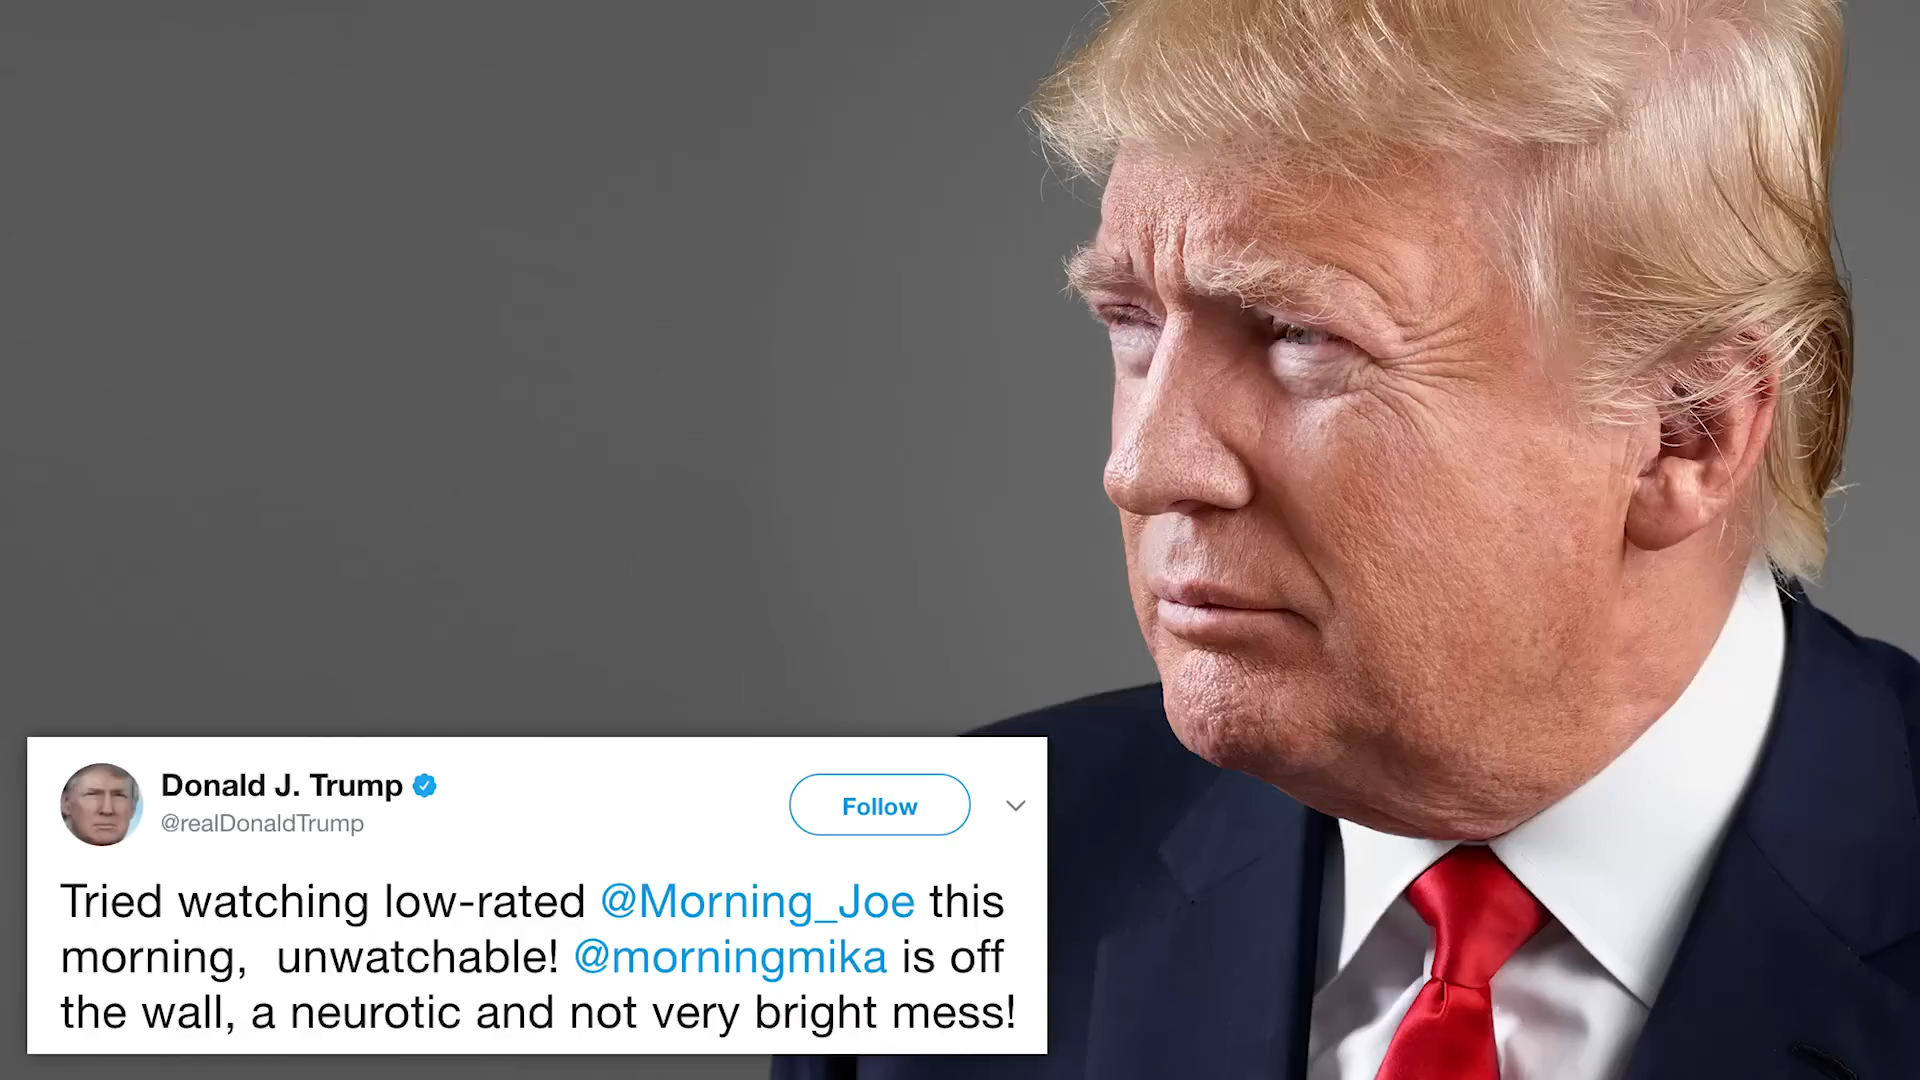 Donald J. Trump
@realDonaldTrump
Follow
Tried watching low-rated @Morning_Joe this
morning,  unwatchable! @morningmika is off
the wall, a neurotic and not very bright mess!